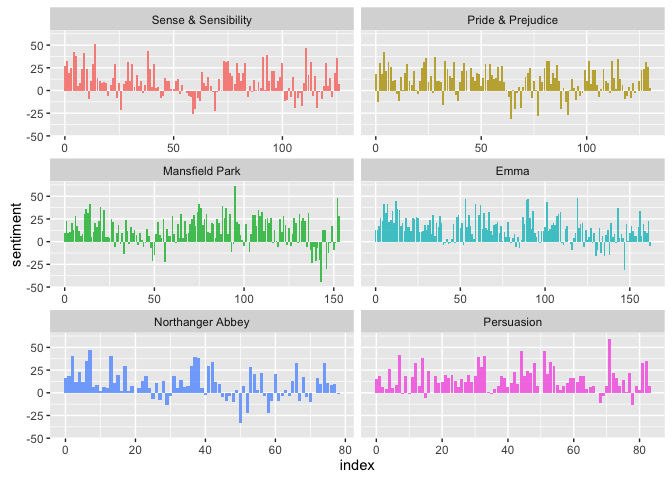 Sense & Sensibility
Pride & Prejudice
50
25
0
-25
-50
0 50 100
0 50 100
Mansfield Park
Emma
50
25
0
-25
-50
0 50 100 150
0 50 100 150
Northanger Abbey
Persuasion
50
25
0
-25
-50
0 20 40 60 80
0 20 40 60 80
sentiment
index